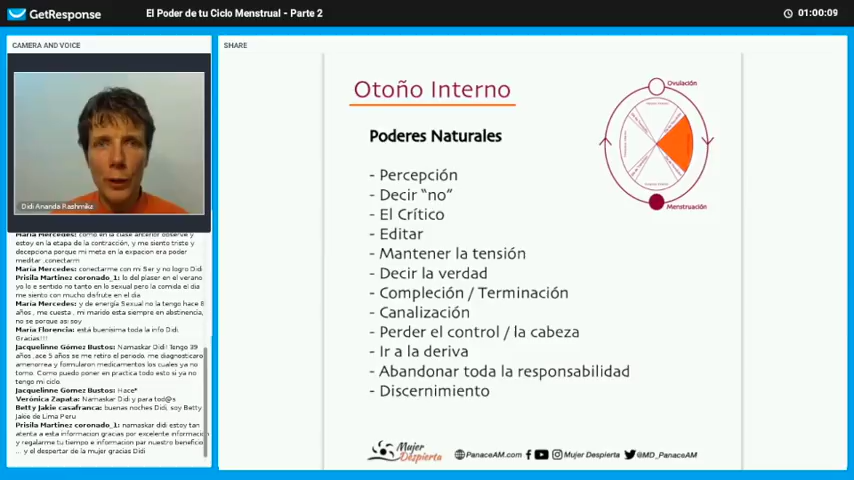 GetResponse
El Poder de tu Ciclo Menstrual - Parte 2
01:00:09
CAMERA AND VOICE
SHARE
Didi Ananda Rashmika
María Mercedes: como en la clase anterior observe y
estoy en la etapa de la contracción, y me siento triste y
decepciona porque mi meta en la expacion era poder
meditar ,conectarm
María Mercedes: conectarme con mi Ser y no logro Didi
Prisila Martinez coronado_1: lo del plaser en el verano
yo lo e sentido no tanto en lo sexual pero la comida el dia
me siento con mucho disfrute en el dia
María Mercedes: y de energía Sexual no la tengo hace 8
años , me cuesta , mi marido esta siempre en abstinencia,
no se porque asi soy
María Florencia: está buenísima toda la info Didi.
Gracias!!!
Jacquelinne Gómez Bustos: Namaskar Didi! Tengo 39
años ,ace 5 años se me retiro el periodo, me diagnosticaro
amenorrea y formularon medicamentos los cuales ya no
tomo. Como puedo poner en practica todo esto si ya no
tengo mi ciclo.
Jacquelinne Gómez Bustos: Hace*
Verónica Zapata: Namaskar Didi y para tod@s
Betty Jakie casafranca: buenas noches Didi, soy Betty
Jakie de Lima Peru
Prisila Martinez coronado_1: namaskar didi estoy tan
atenta a esta informacion gracias por excelente informacion
y regalarme tu tiempo e informacion par nuestro benefico
... y el despertar de la mujer gracias Didi
Otoño Interno
Poderes Naturales
- Percepción
- Decir “no”
- El Crítico
- Editar
- Mantener la tensión
- Decir la verdad
- Compleción / Terminación
- Canalización
- Perder el control / la cabeza
- Ir a la deriva
- Abandonar toda la responsabilidad
- Discernimiento
Ovulación
Menstruación
Mujer
Despierta
PanaceAM.com
Mujer Despierta
@MD_PanaceAM